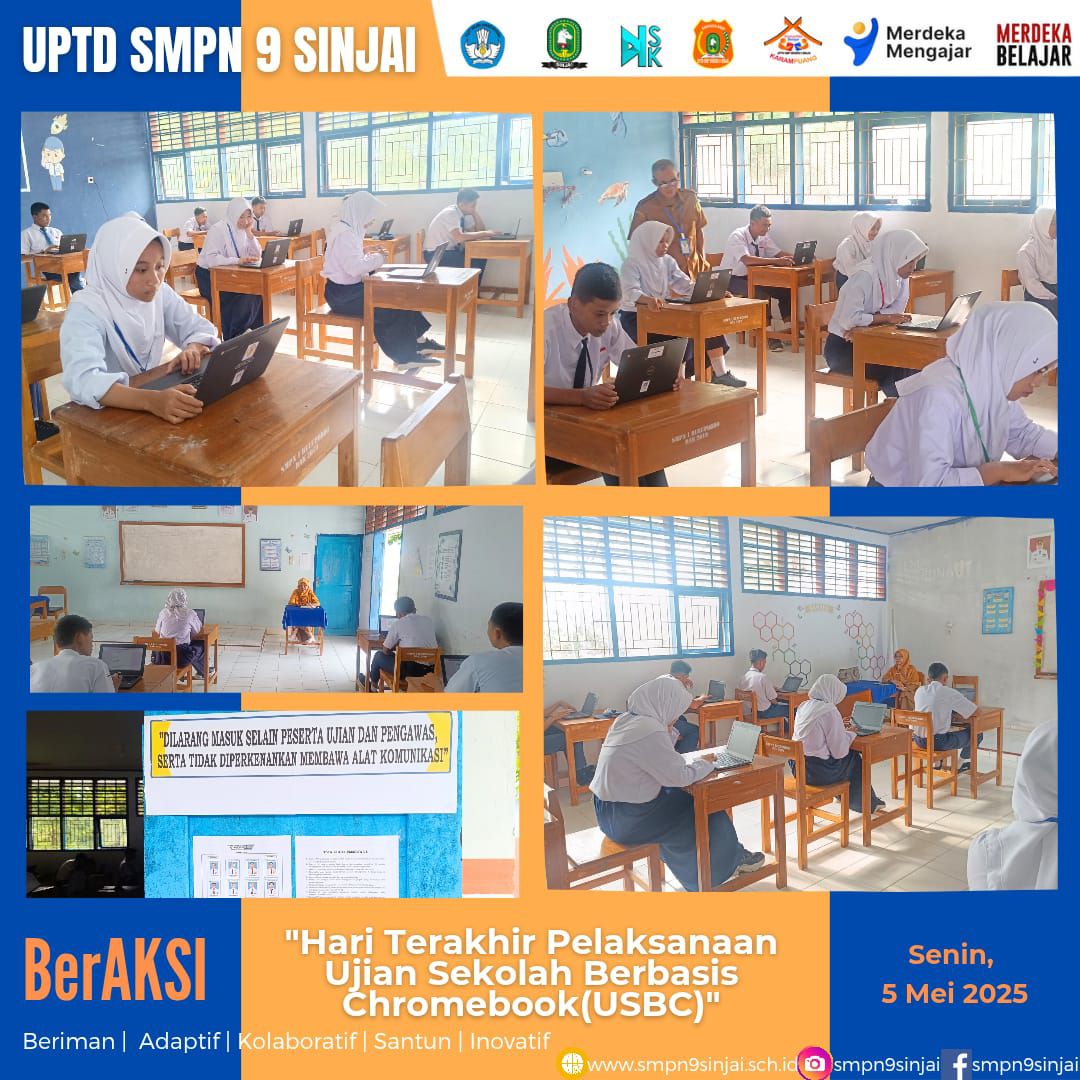 UPTD SMPN 9 SINJAI
SINJAI
KARAMPUANG
Merdeka
Mengajar
MERDEKA
BELAJAR
"DILARANG MASUK SELAIN PESERTA UJIAN DAN PENGAWAS,
SERTA TIDAK DIPERKENANKAN MEMBAWA ALAT KOMUNIKASI"
BerAKSI
"Hari Terakhir Pelaksanaan
Ujian Sekolah Berbasis
Chromebook(USBC)"
Senin,
5 Mei 2025
Beriman | Adaptif | Kolaboratif | Santun | Inovatif
www.smpn9sinjai.sch.id
smpn9sinjai
smpn9sinjai